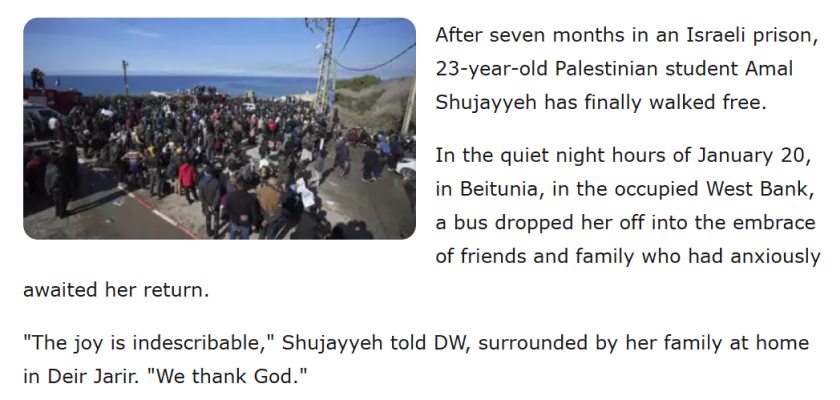 After seven months in an Israeli prison,
23-year-old Palestinian student Amal
Shujayyeh has finally walked free.
In the quiet night hours of January 20,
in Beitunia, in the occupied West Bank,
a bus dropped her off into the embrace
of friends and family who had anxiously
awaited her return.
"The joy is indescribable," Shujayyeh told DW, surrounded by her family at home
in Deir Jarir. "We thank God."